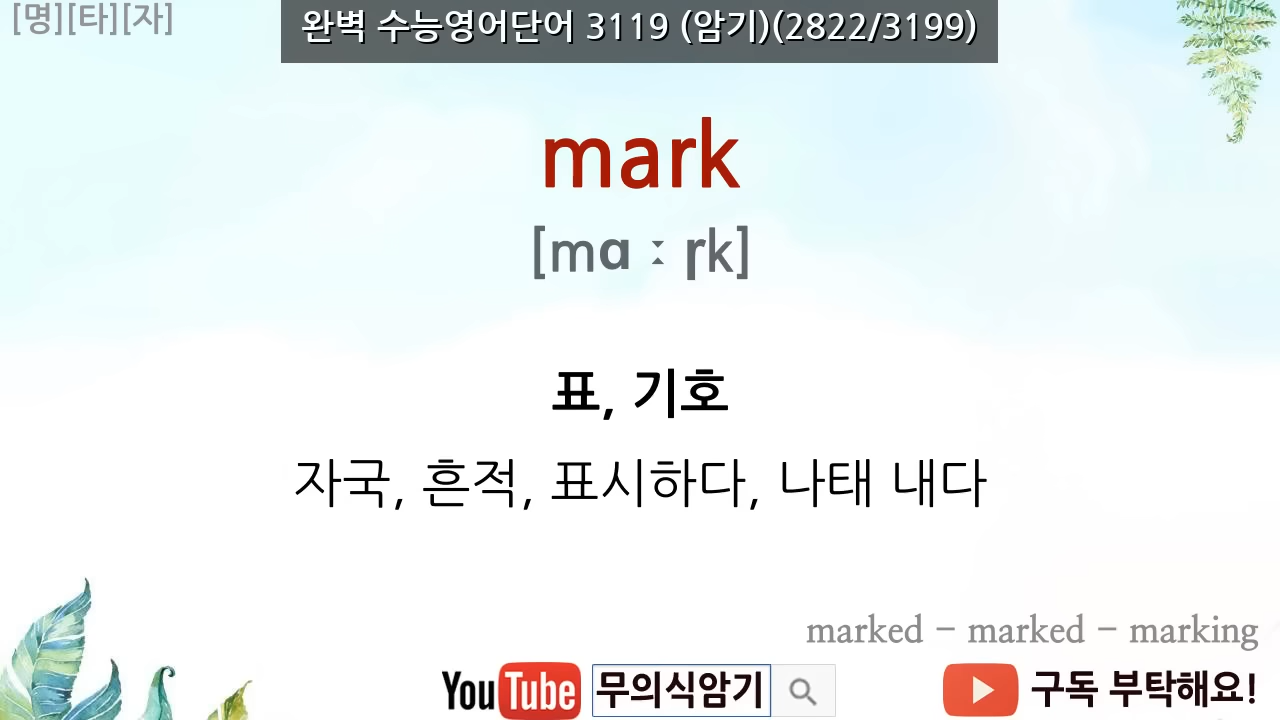 [명][타][자]
완벽 수능영어단어 3119 (암기)(2822/3199)
mark
[mɑːrk]
표, 기호
자국, 흔적, 표시하다, 나태 내다
marked - marked - marking
YouTube 무의식암기
구독 부탁해요!